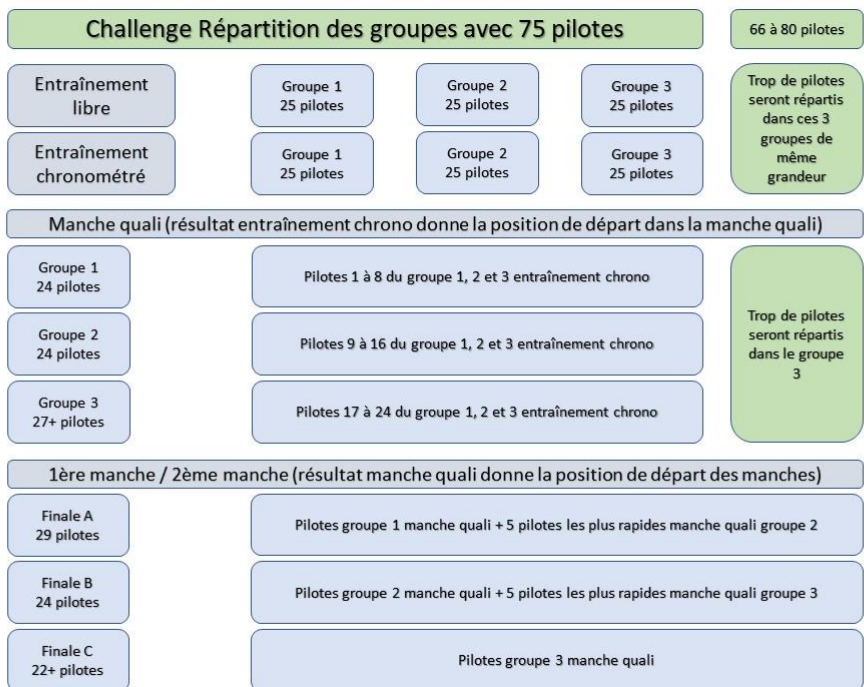 Challenge Répartition des groupes avec 75 pilotes
66 à 80 pilotes
Entraînement
libre
Groupe 1
25 pilotes
Groupe 2
25 pilotes
Groupe 3
25 pilotes
Trop de pilotes
seront répartis
dans ces 3
groupes de
même
grandeur
Entraînement
chronométré
Groupe 1
25 pilotes
Groupe 2
25 pilotes
Groupe 3
25 pilotes
Manche quali (résultat entraînement chrono donne la position de départ dans la manche quali)
Groupe 1
24 pilotes
Pilotes 1 à 8 du groupe 1, 2 et 3 entraînement chrono
Trop de pilotes
seront répartis
dans le groupe
3
Groupe 2
24 pilotes
Pilotes 9 à 16 du groupe 1, 2 et 3 entraînement chrono
Groupe 3
27+ pilotes
Pilotes 17 à 24 du groupe 1, 2 et 3 entraînement chrono
1ère manche / 2ème manche (résultat manche quali donne la position de départ des manches)
Finale A
29 pilotes
Pilotes groupe 1 manche quali + 5 pilotes les plus rapides manche quali groupe 2
Finale B
24 pilotes
Pilotes groupe 2 manche quali + 5 pilotes les plus rapides manche quali groupe 3
Finale C
22+ pilotes
Pilotes groupe 3 manche quali